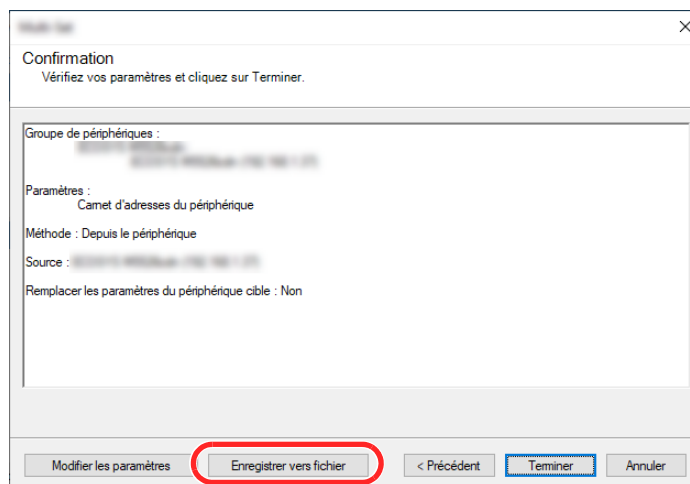 Confirmation
Vérifiez vos paramètres et cliquez sur Terminer.
Groupe de périphériques :
Paramètres :
Carnet d'adresses du périphérique
Méthode : Depuis le périphérique
Source :
Remplacer les paramètres du périphérique cible : Non
Modifier les paramètres
Enregistrer vers fichier
< Précédent
Terminer
Annuler